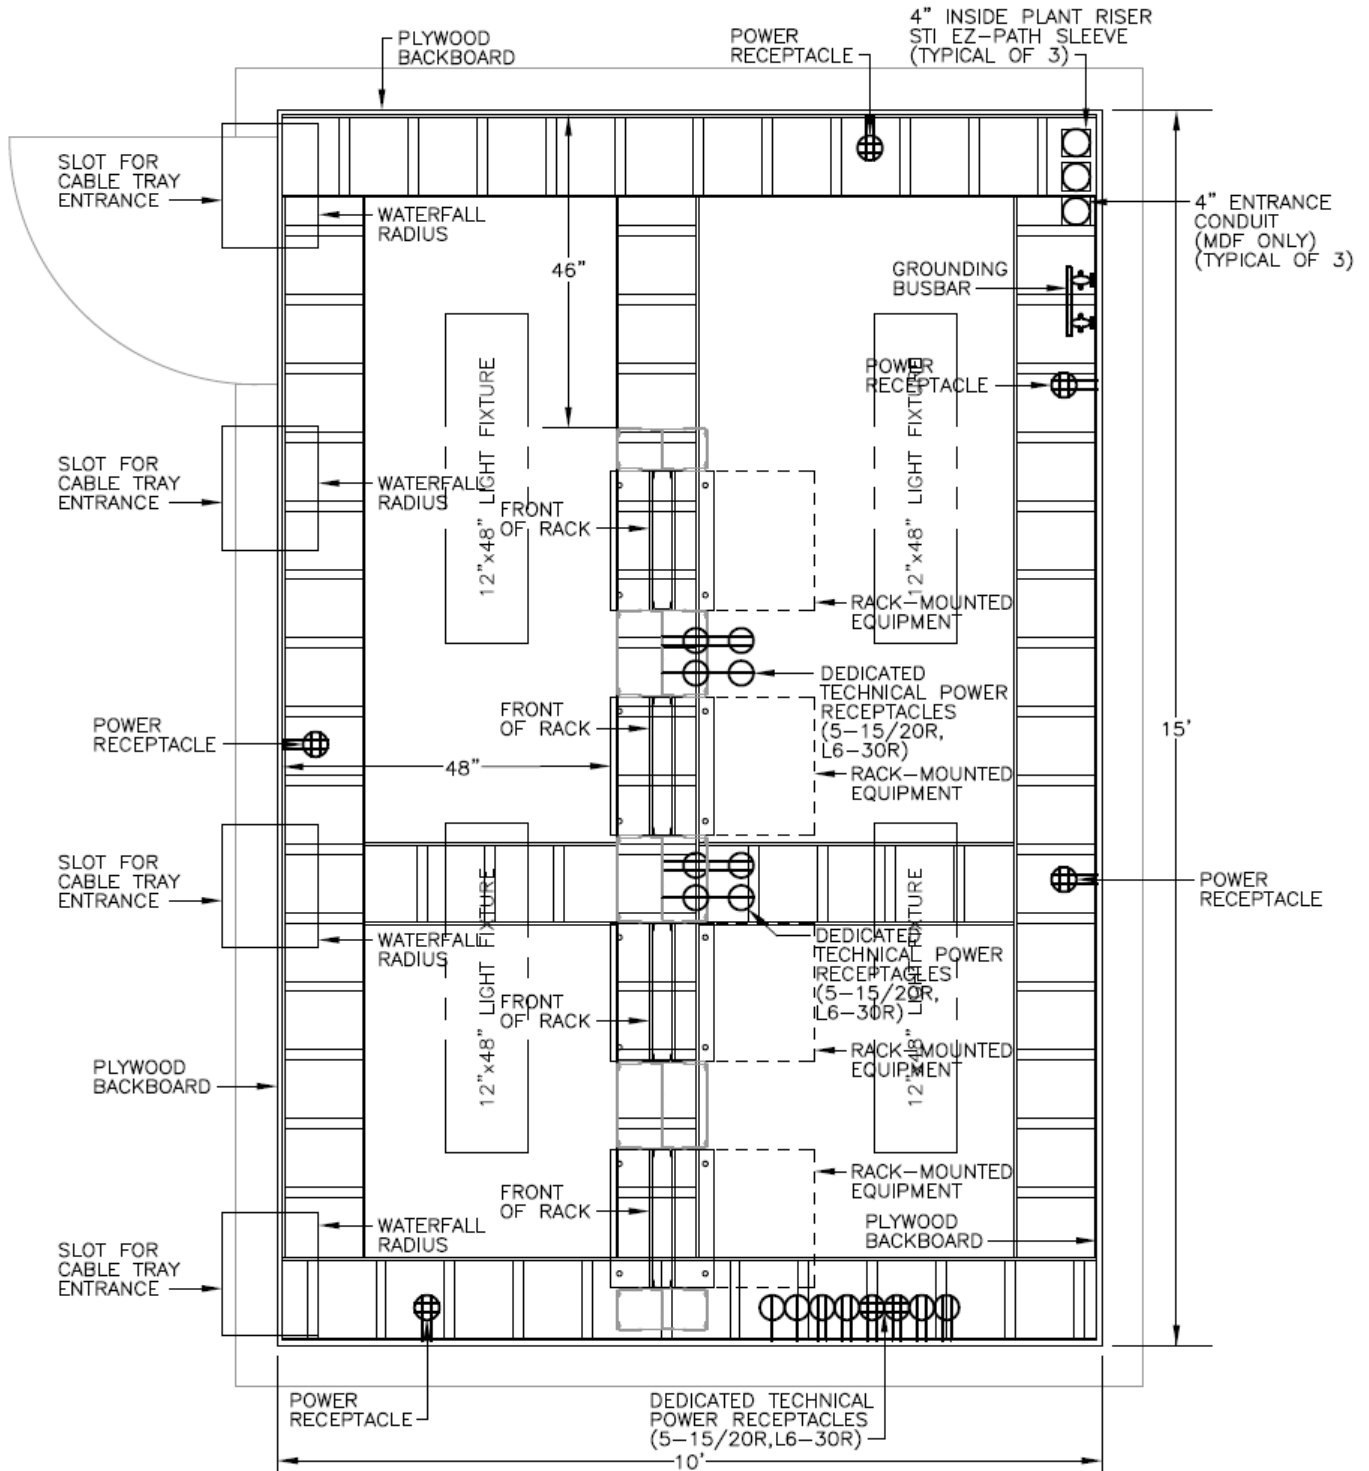 4" INSIDE PLANT RISER
STI EZ-PATH SLEEVE
(TYPICAL OF 3)
PLYWOOD
BACKBOARD
POWER
RECEPTACLE
SLOT FOR
CABLE TRAY
ENTRANCE
WATERFALL
RADIUS
46"
4" ENTRANCE
CONDUIT
(MDF ONLY)
(TYPICAL OF 3)
GROUNDING
BUSBAR
12"x48" LIGHT FIXTURE
POWER
RECEPTACLE
12"x48" LIGHT FIXTURE
SLOT FOR
CABLE TRAY
ENTRANCE
WATERFALL
RADIUS
FRONT
OF RACK
RACK-MOUNTED
EQUIPMENT
DEDICATED
TECHNICAL POWER
RECEPTACLES
(5-15/20R,
L6-30R)
FRONT
OF RACK
POWER
RECEPTACLE
48"
15'
RACK-MOUNTED
EQUIPMENT
SLOT FOR
CABLE TRAY
ENTRANCE
WATERFALL
RADIUS
12"x48" LIGHT FIXTURE
12"x48" LIGHT FIXTURE
POWER
RECEPTACLE
DEDICATED
TECHNICAL POWER
RECEPTACLES
(5-15/20R,
L6-30R)
FRONT
OF RACK
RACK-MOUNTED
EQUIPMENT
PLYWOOD
BACKBOARD
RACK-MOUNTED
EQUIPMENT
FRONT
OF RACK
PLYWOOD
BACKBOARD
WATERFALL
RADIUS
SLOT FOR
CABLE TRAY
ENTRANCE
POWER
RECEPTACLE
DEDICATED TECHNICAL
POWER RECEPTACLES
(5-15/20R,L6-30R)
10'